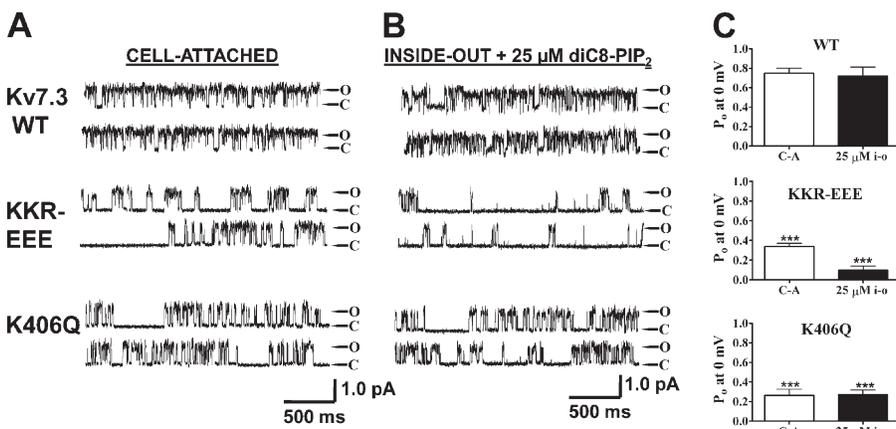 A
B
C
CELL-ATTACHED
INSIDE-OUT + 25 µM diC8-PIP2
Kv7.3
WT
O
C
O
C
O
C
O
C
KKR-
EEE
O
C
O
C
O
C
O
C
K406Q
O
C
O
C
O
C
O
C
1.0 pA
500 ms
1.0 pA
500 ms
WT
Po at 0 mV
1.0
0.8
0.6
0.4
0.2
0.0
C-A
25 µM i-o
KKR-EEE
Po at 0 mV
1.0
0.8
0.6
0.4
0.2
0.0
***
***
C-A
25 µM i-o
K406Q
Po at 0 mV
1.0
0.8
0.6
0.4
0.2
0.0
***
***
C-A
25 µM i-o